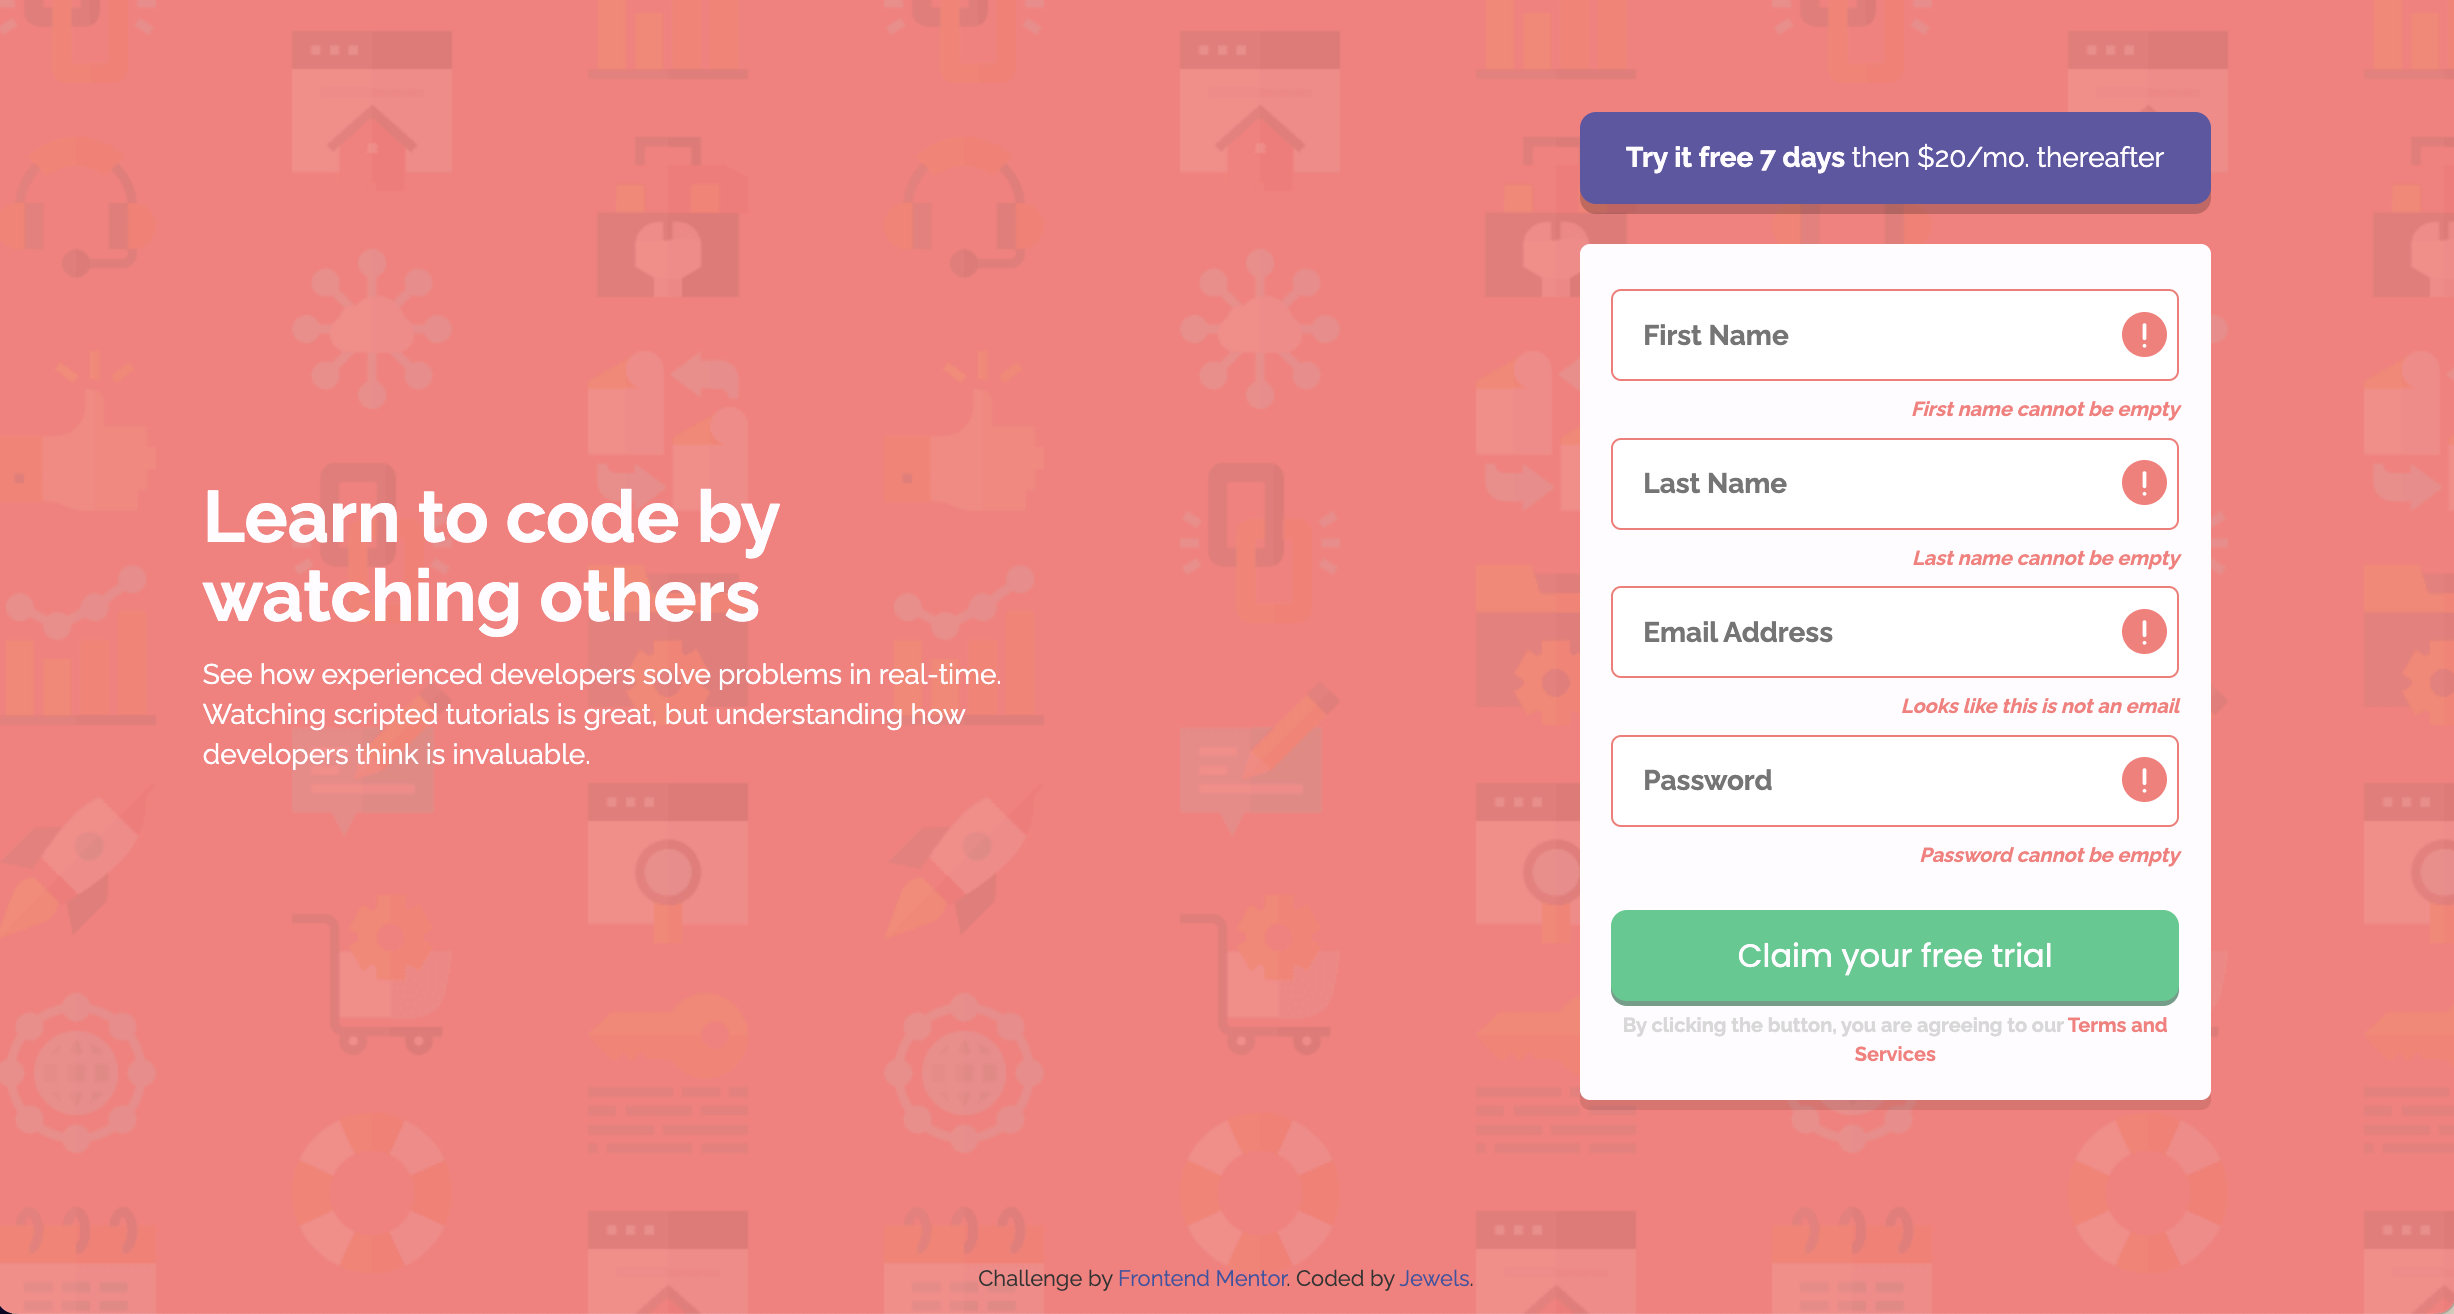 Learn to code by
watching others
See how experienced developers solve problems in real-time.
Watching scripted tutorials is great, but understanding how
developers think is invaluable.
Try it free 7 days then $20/mo. thereafter
First Name
First name cannot be empty
Last Name
Last name cannot be empty
Email Address
Looks like this is not an email
Password
Password cannot be empty
Claim your free trial
By clicking the button, you are agreeing to our Terms and
Services
Challenge by Frontend Mentor. Coded by Jewels.